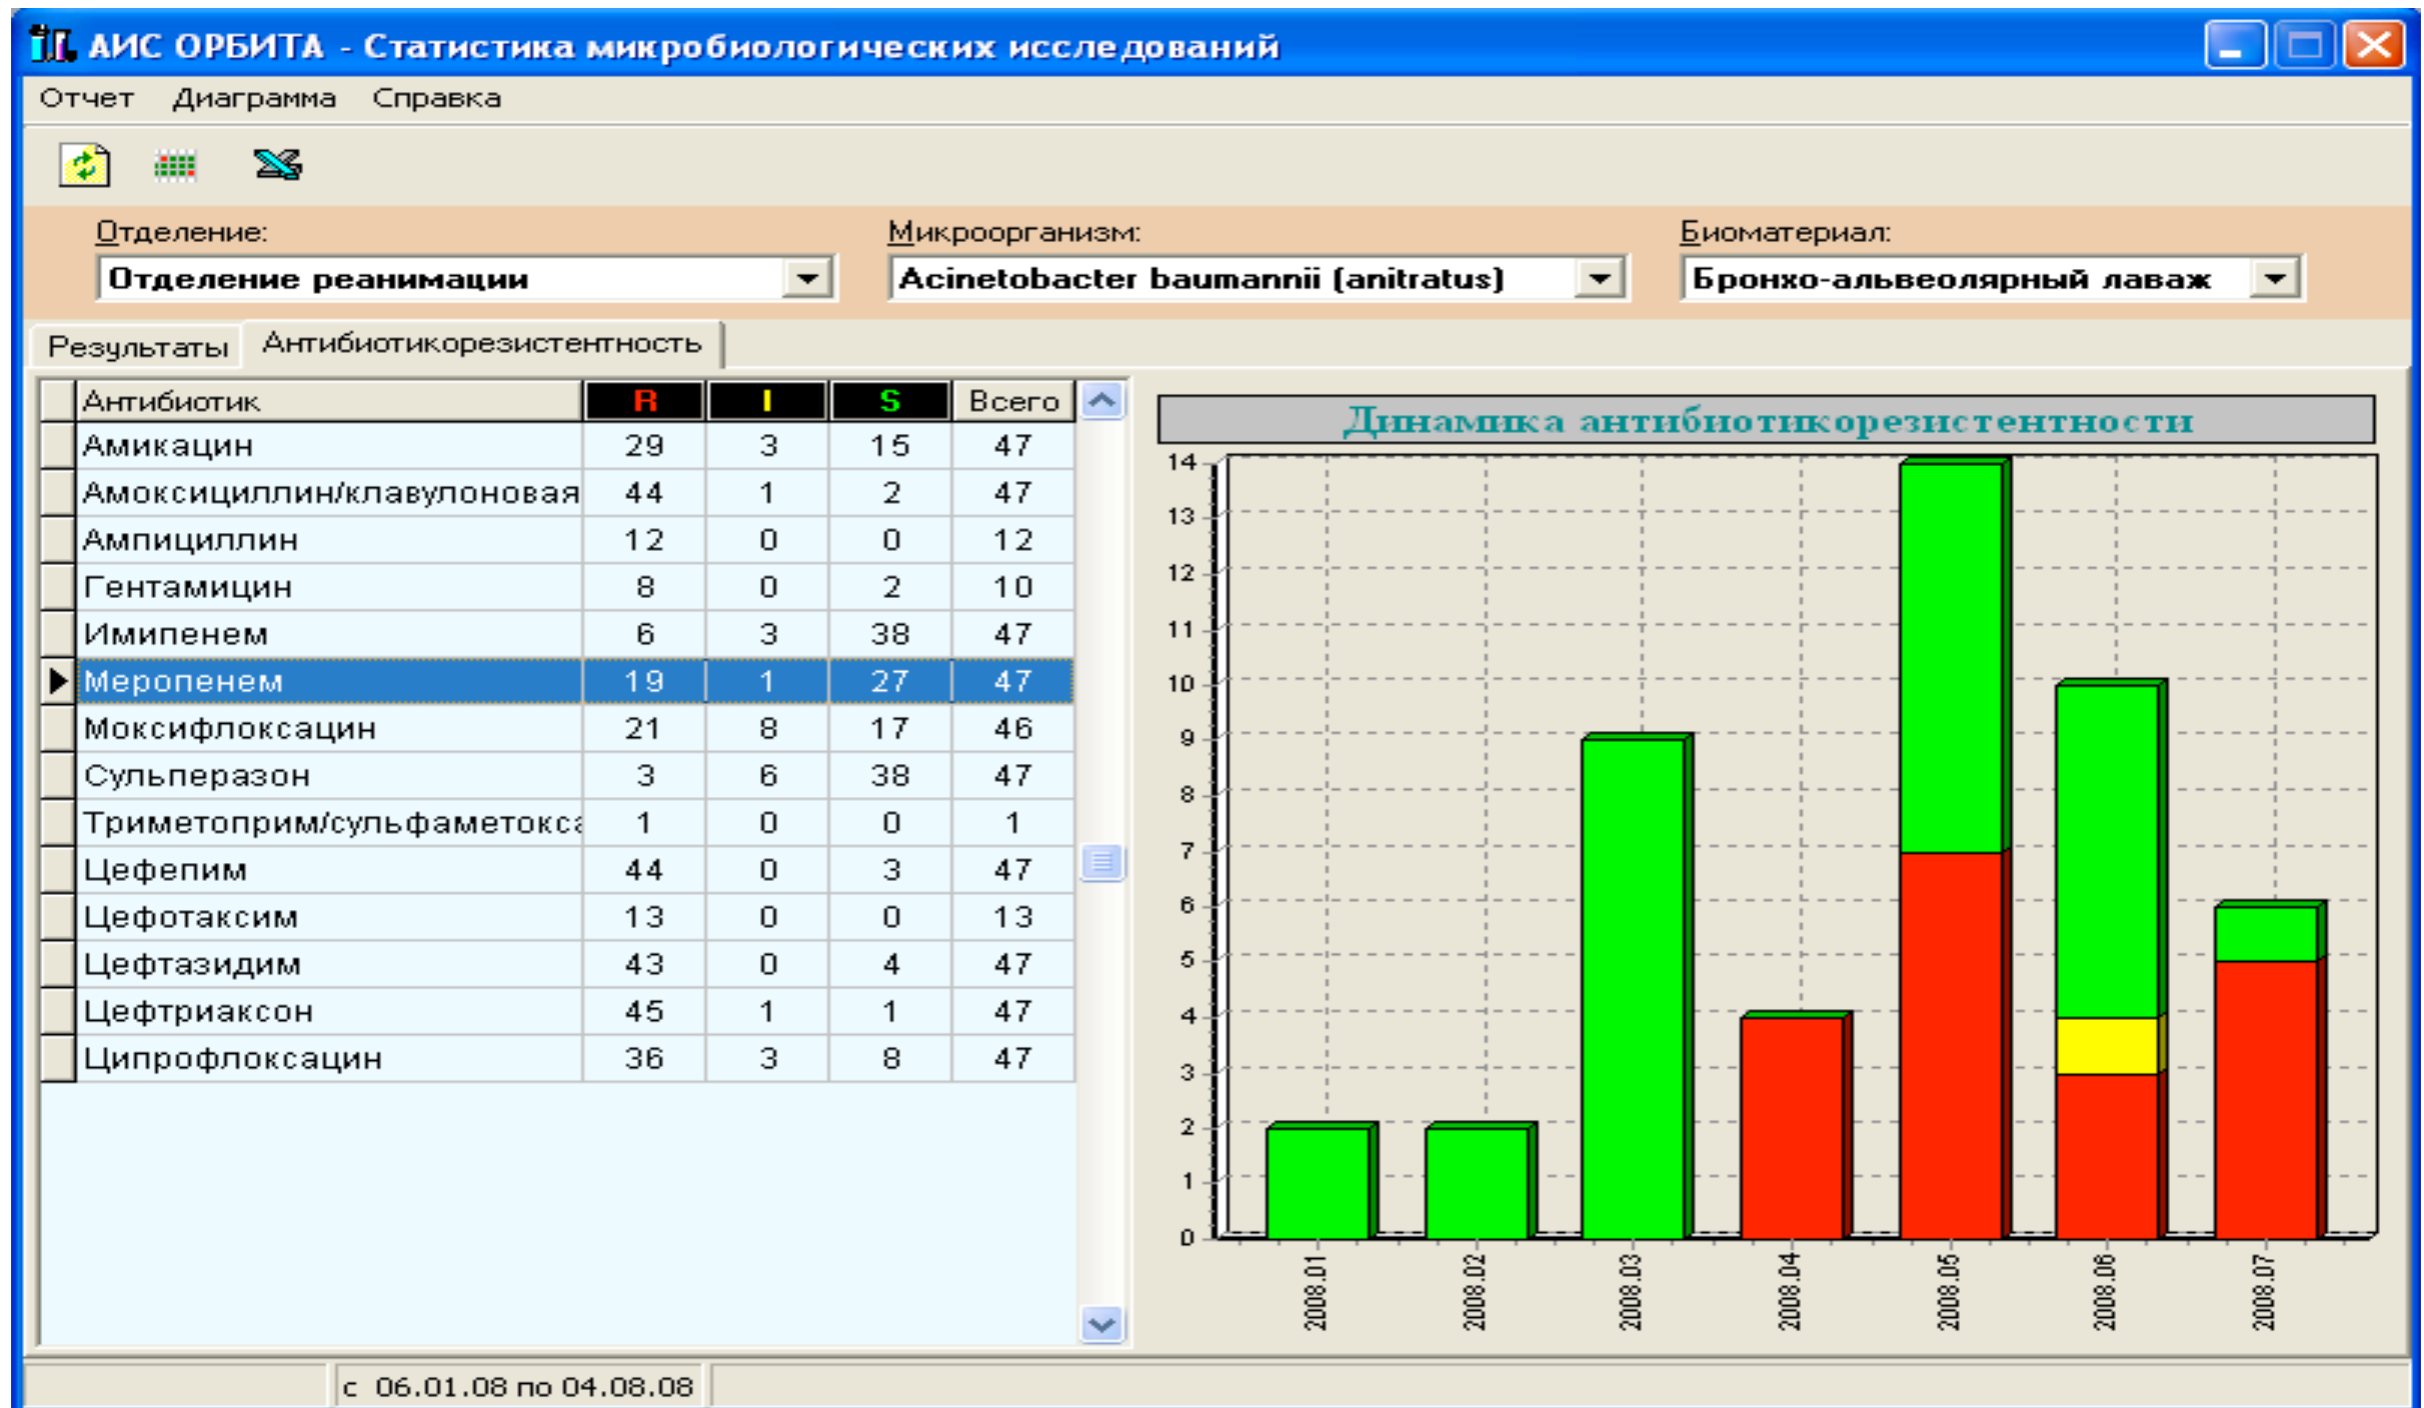 АИС ОРБИТА - Статистика микробиологических исследований
Отчет Диаграмма Справка
Отделение: Микроорганизм: Биоматериал:
Отделение реанимации Acinetobacter baumannii (anitratus) Бронхо-альвеолярный лаваж
Результаты Антибиотикорезистентность
Антибиотик R I S Всего
Амикацин 29 3 15 47
Амоксициллин/клавулоновая 44 1 2 47
Ампициллин 12 0 0 12
Гентамицин 8 0 2 10
Имипенем 6 3 38 47
Меропенем 19 1 27 47
Моксифлоксацин 21 8 17 46
Сульперазон 3 6 38 47
Триметоприм/сульфаметокса 1 0 0 1
Цефепим 44 0 3 47
Цефотаксим 13 0 0 13
Цефтазидим 43 0 4 47
Цефтриаксон 45 1 1 47
Ципрофлоксацин 36 3 8 47
Динамика антибиотикорезистентности
14
13
12
11
10
9
8
7
6
5
4
3
2
1
0
2008.01 2008.02 2008.03 2008.04 2008.05 2008.06 2008.07
с 06.01.08 по 04.08.08